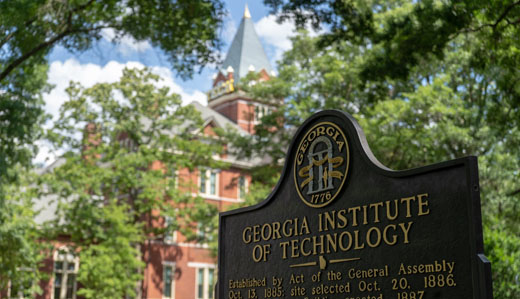 GEORGIA
1776
GEORGIA INSTITUTE
OF TECHNOLOGY
Established by Act of the General Assembly
Oct. 13, 1885; site selected Oct. 20, 1886.
1887